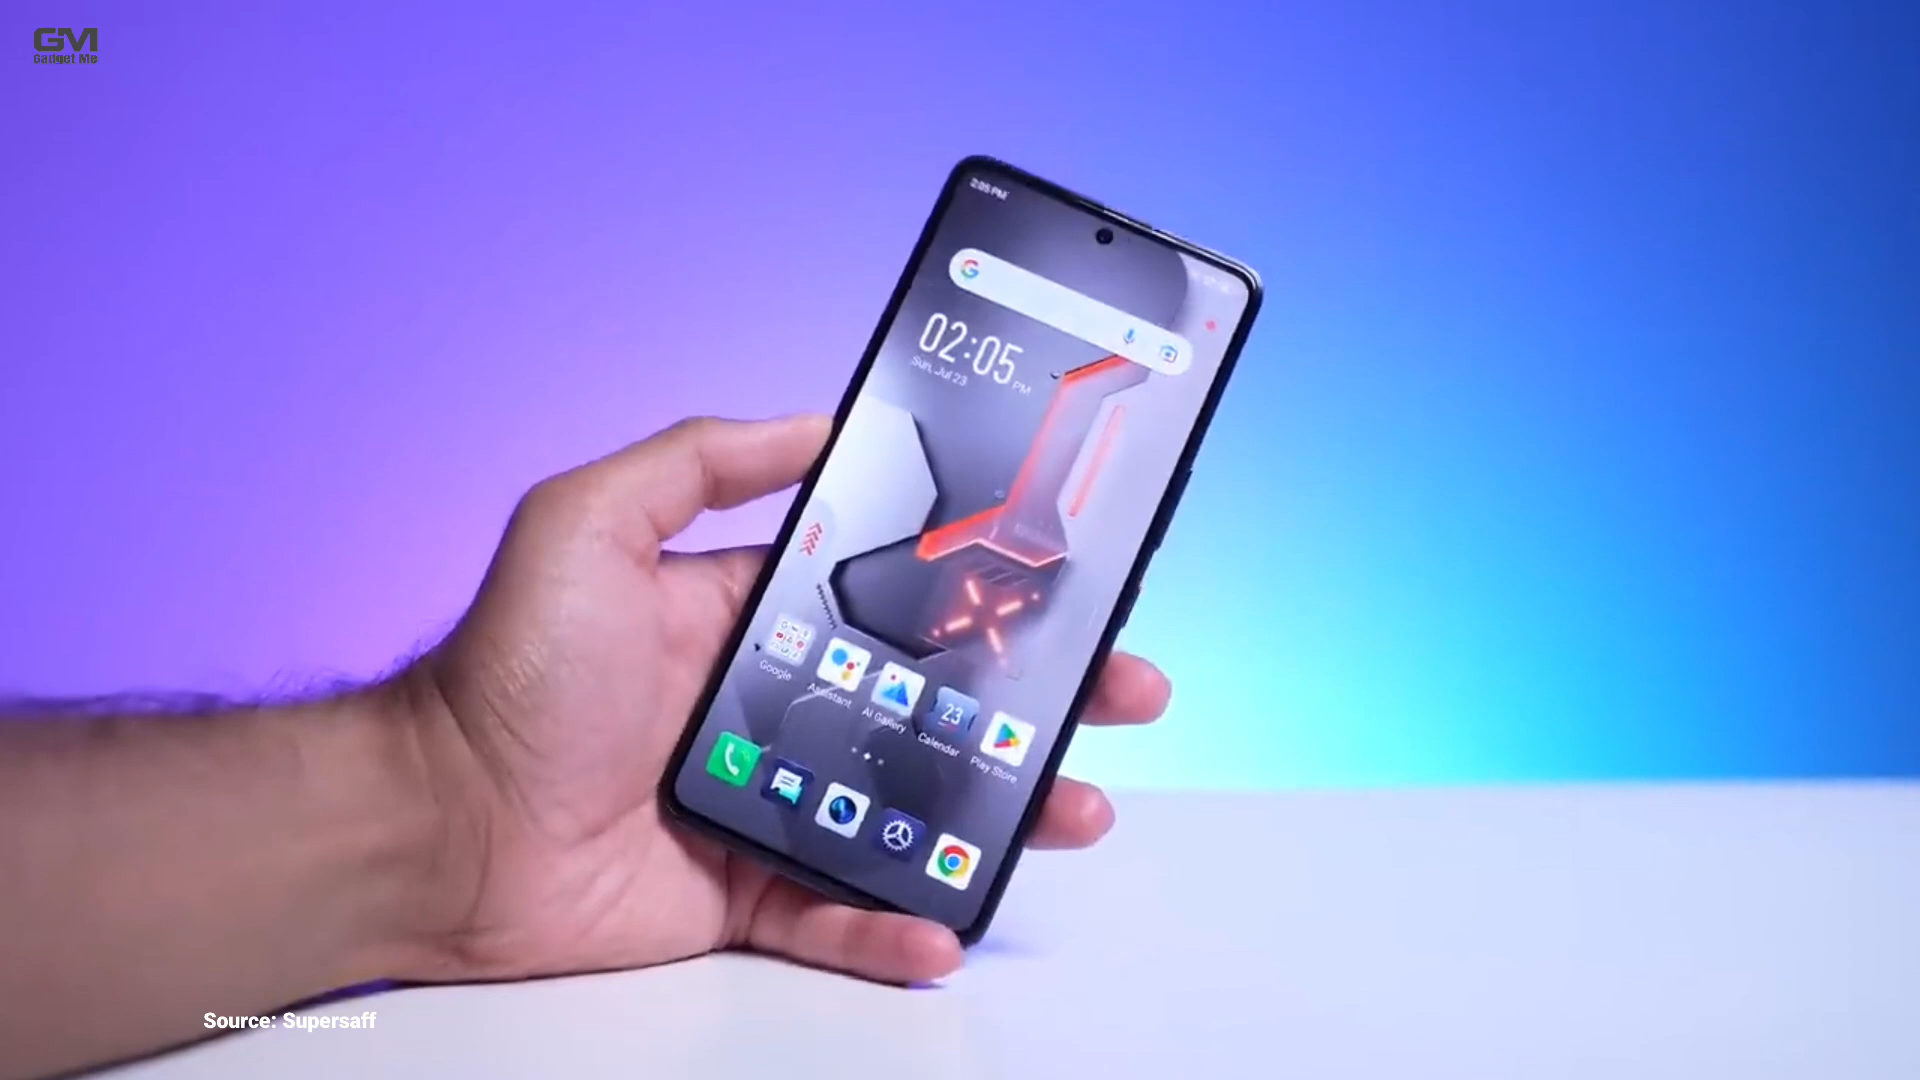 GM
Gadget Me
2:05 PM
02:05 PM
Sun, Jul 23
Google
Assistant
AI Gallery
23
Calendar
Play Store
Source: Supersaff